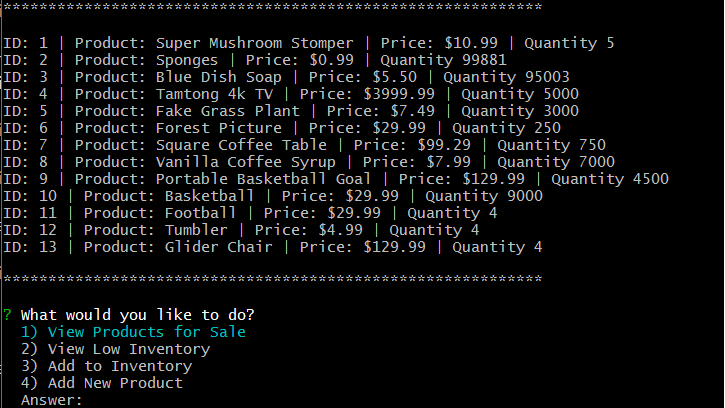 ************************************************************
ID: 1 | Product: Super Mushroom Stomper | Price: $10.99 | Quantity 5
ID: 2 | Product: Sponges | Price: $0.99 | Quantity 99881
ID: 3 | Product: Blue Dish Soap | Price: $5.50 | Quantity 95003
ID: 4 | Product: Tamtong 4k TV | Price: $3999.99 | Quantity 5000
ID: 5 | Product: Fake Grass Plant | Price: $7.49 | Quantity 3000
ID: 6 | Product: Forest Picture | Price: $29.99 | Quantity 250
ID: 7 | Product: Square Coffee Table | Price: $99.29 | Quantity 750
ID: 8 | Product: Vanilla Coffee Syrup | Price: $7.99 | Quantity 7000
ID: 9 | Product: Portable Basketball Goal | Price: $129.99 | Quantity 4500
ID: 10 | Product: Basketball | Price: $29.99 | Quantity 9000
ID: 11 | Product: Football | Price: $29.99 | Quantity 4
ID: 12 | Product: Tumbler | Price: $4.99 | Quantity 4
ID: 13 | Product: Glider Chair | Price: $129.99 | Quantity 4
************************************************************
? What would you like to do?
1) View Products for Sale
2) View Low Inventory
3) Add to Inventory
4) Add New Product
Answer: